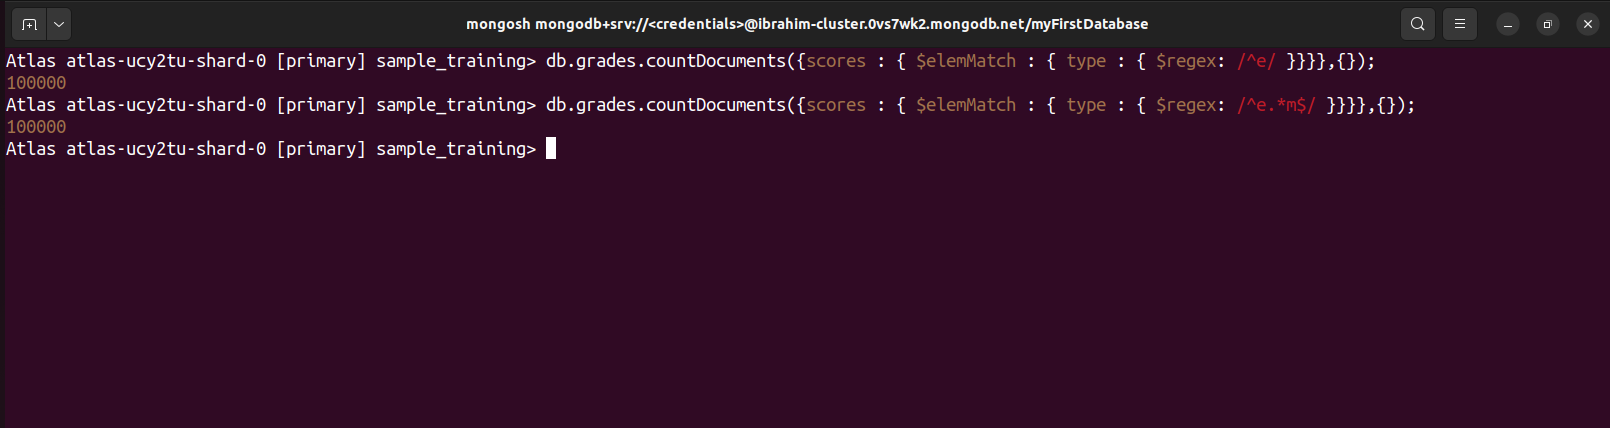 mongosh mongodb+srv://<credentials>@ibrahim-cluster.0vs7wk2.mongodb.net/myFirstDatabase
Atlas atlas-ucy2tu-shard-0 [primary] sample_training> db.grades.countDocuments({scores : { $elemMatch : { type : { $regex: /^e/ }}}},{});
100000
Atlas atlas-ucy2tu-shard-0 [primary] sample_training> db.grades.countDocuments({scores : { $elemMatch : { type : { $regex: /^e.*m$/ }}}},{});
100000
Atlas atlas-ucy2tu-shard-0 [primary] sample_training>